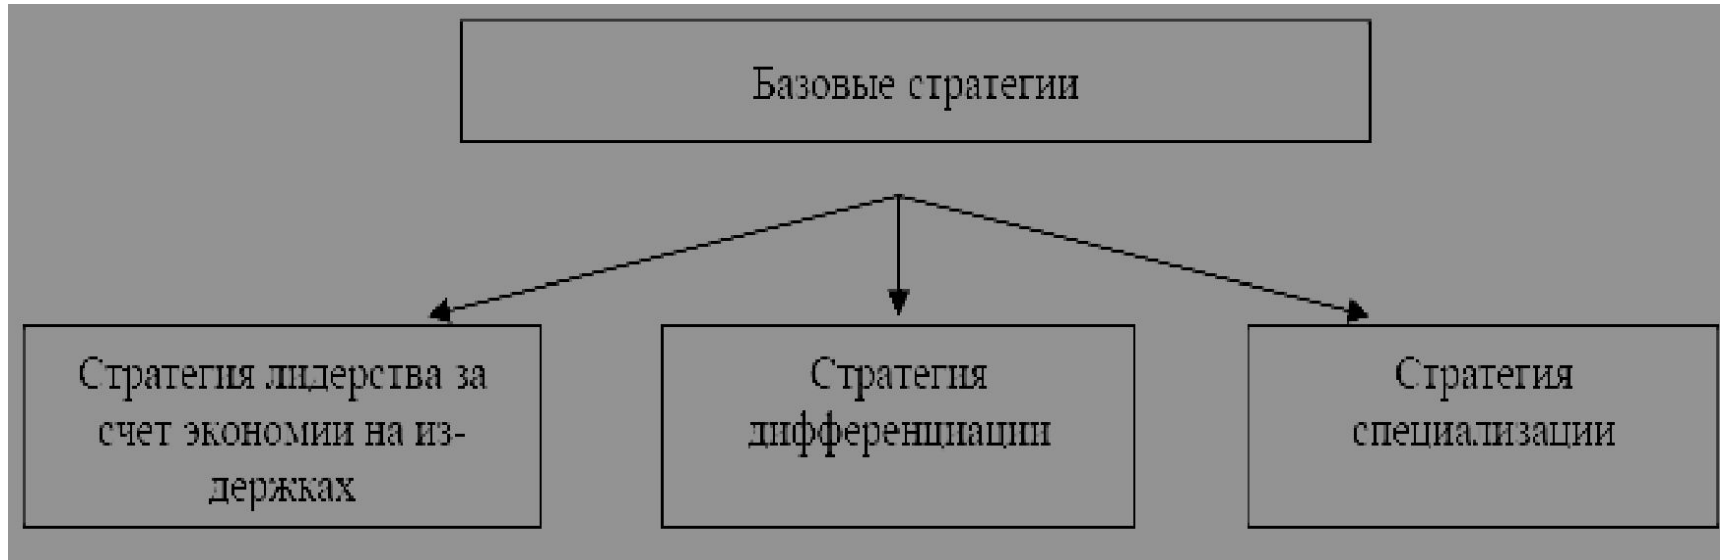 Базовые стратегии
Стратегия лидерства за
счет экономии на из-
держках
Стратегия
дифференциации
Стратегия
специализации